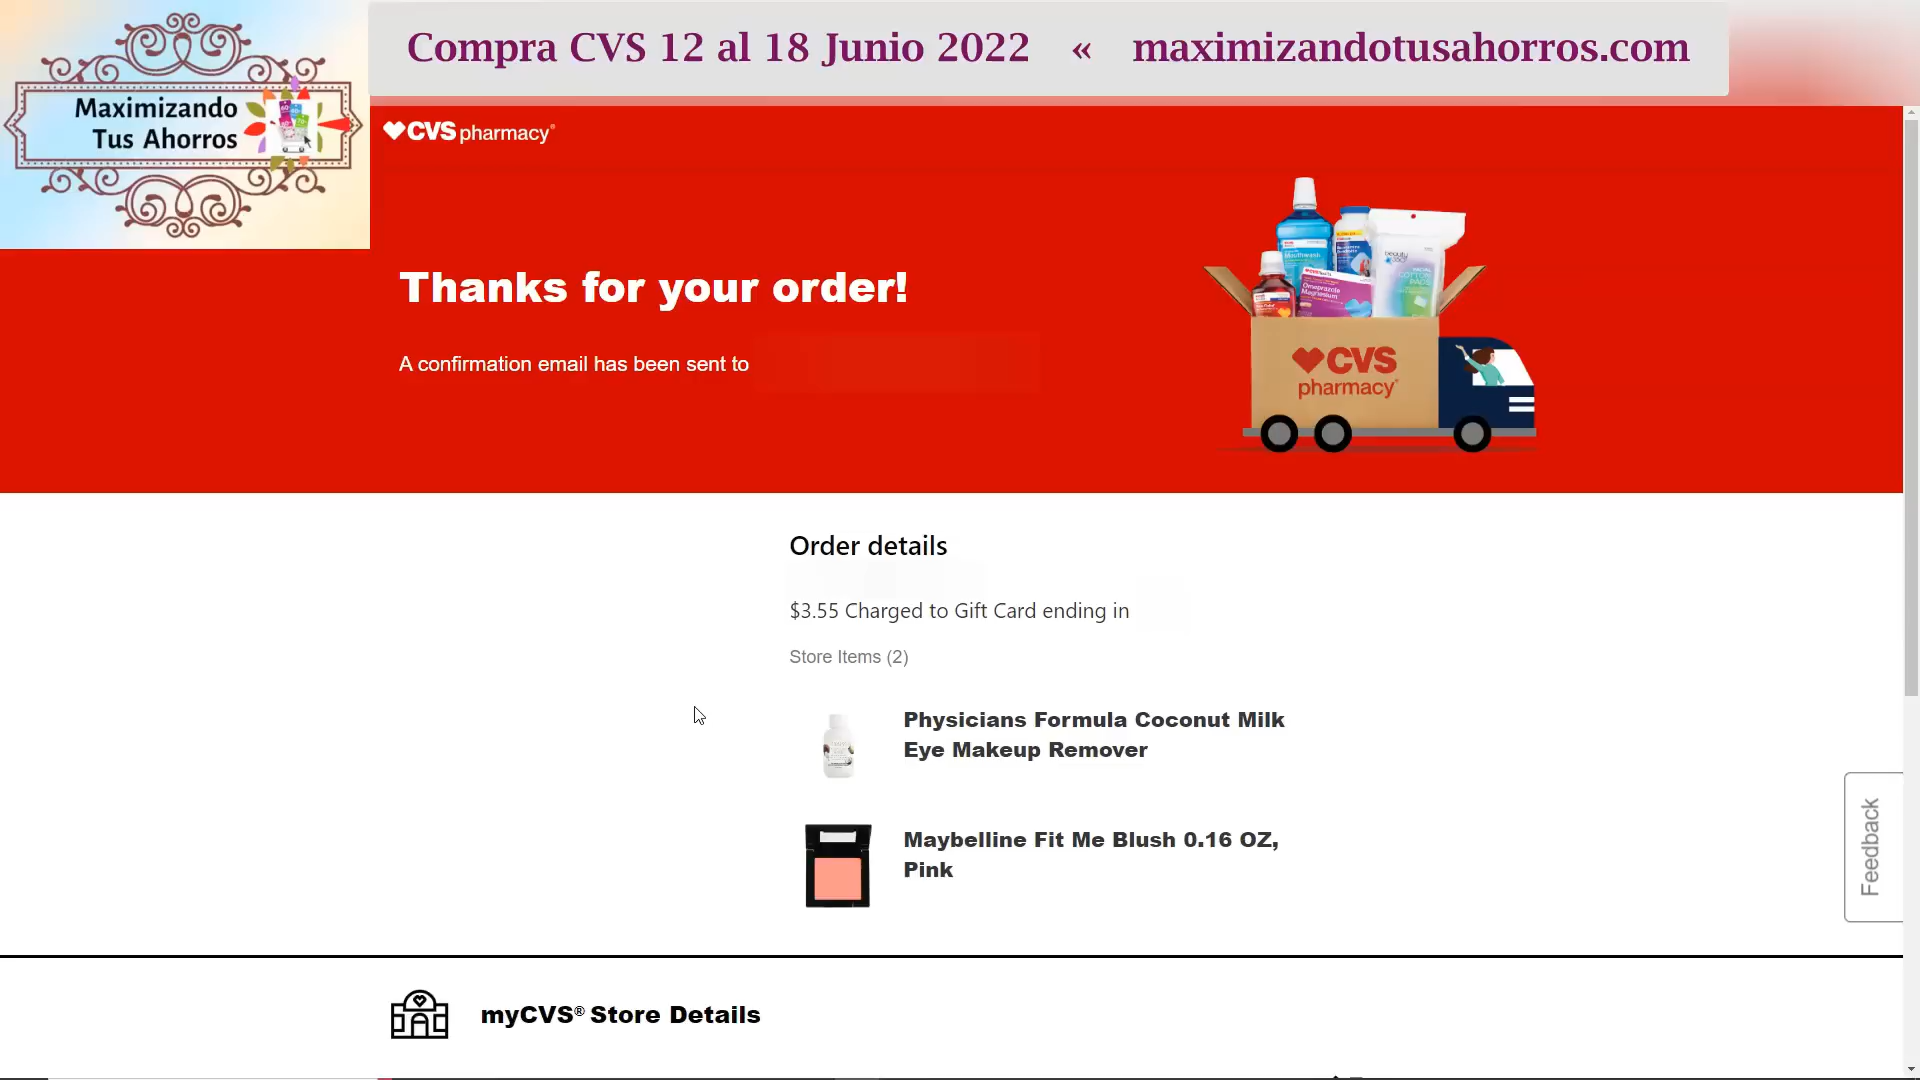 Compra CVS 12 al 18 Junio 2022 « maximizandotusahorros.com
Maximizando
Tus Ahorros
CVS pharmacy®
Thanks for your order!
A confirmation email has been sent to
CVS
pharmacy®
Order details
$3.55 Charged to Gift Card ending in
Store Items (2)
Physicians Formula Coconut Milk
Eye Makeup Remover
Maybelline Fit Me Blush 0.16 OZ,
Pink
Feedback
myCVS® Store Details